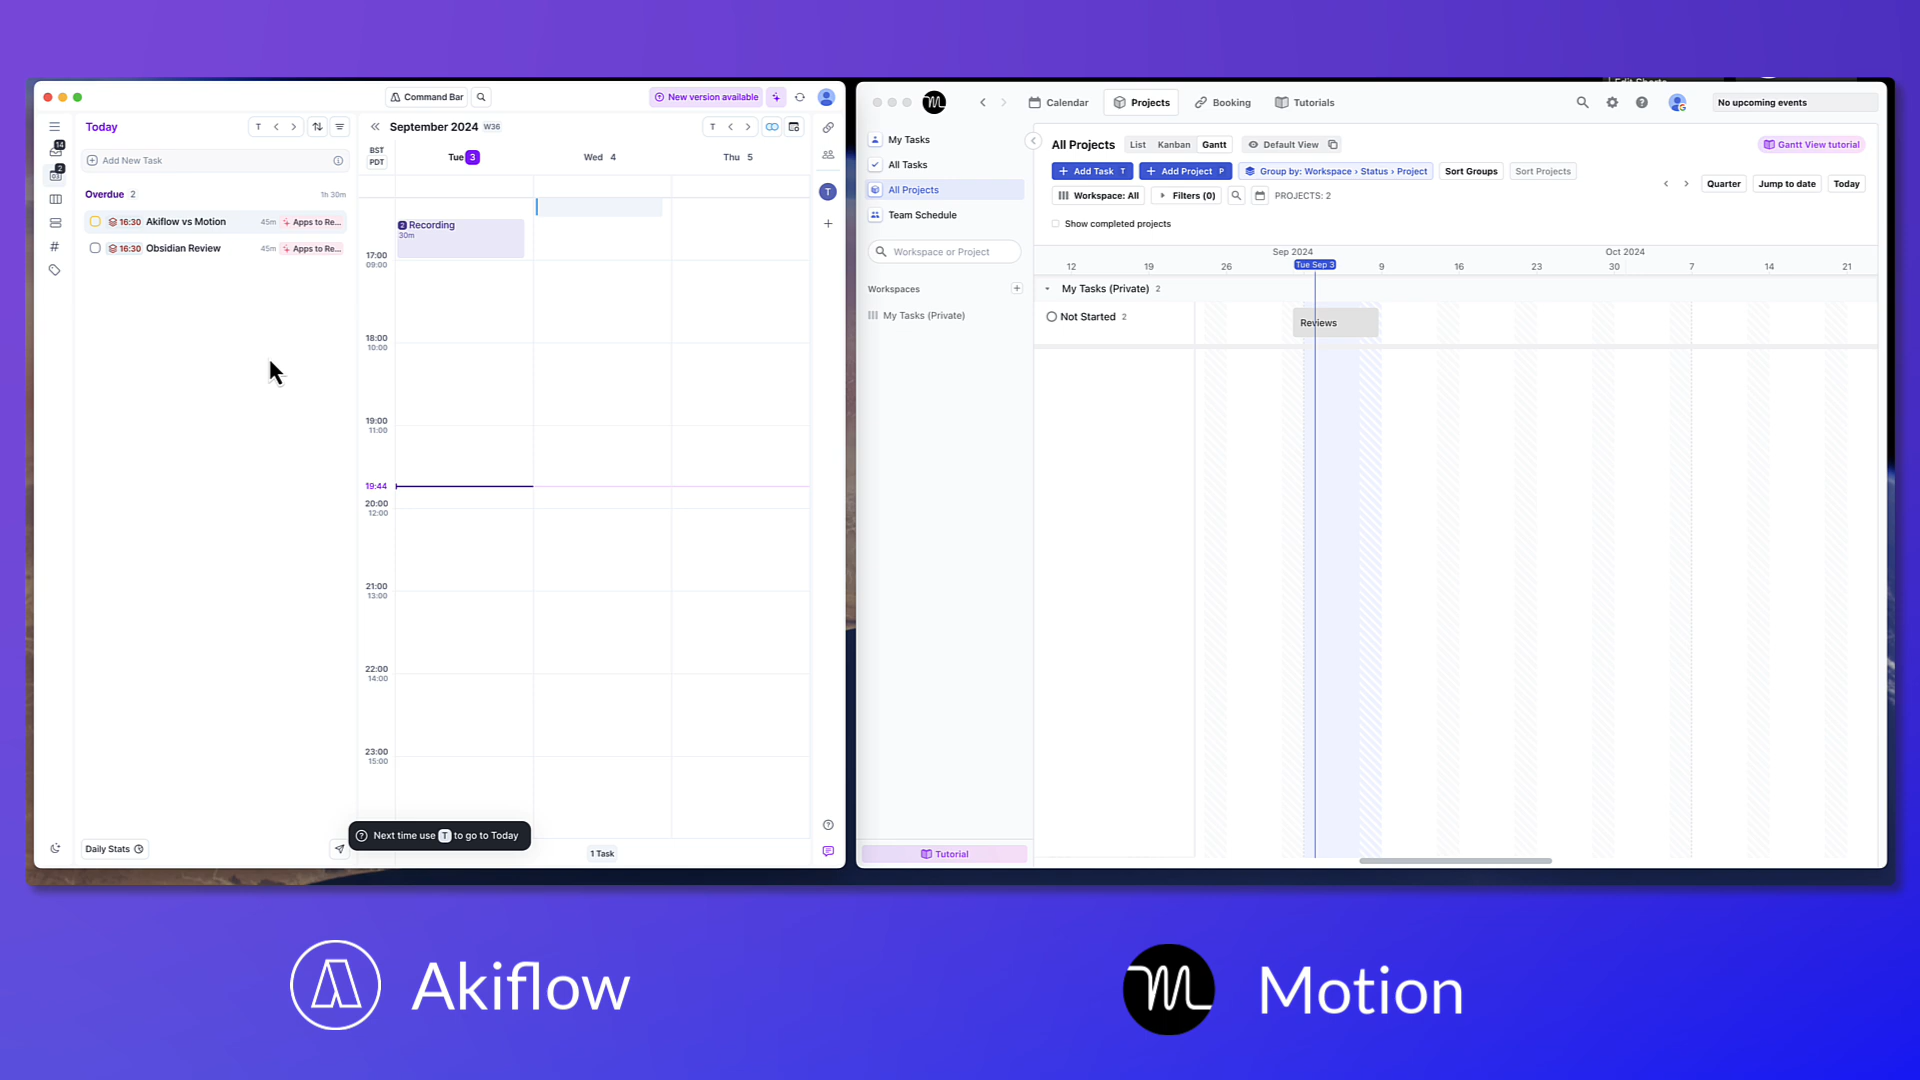 Command Bar
New version available
Today
T
Add New Task
Overdue 2
1h 30m
16:30 Akiflow vs Motion 45m Apps to Re...
16:30 Obsidian Review 45m Apps to Re...
14
2
Daily Stats
September 2024 W36
T
BST
PDT
Tue 3
Wed 4
Thu 5
2 Recording
30m
17:00
09:00
18:00
10:00
19:00
11:00
19:44
20:00
12:00
21:00
13:00
22:00
14:00
23:00
15:00
Next time use T to go to Today
1 Task
T
Calendar
Projects
Booking
Tutorials
No upcoming events
My Tasks
All Tasks
All Projects
Team Schedule
Workspace or Project
Workspaces
My Tasks (Private)
Tutorial
All Projects
List
Kanban
Gantt
Default View
Gantt View tutorial
Add Task T
Add Project P
Group by: Workspace › Status › Project
Sort Groups
Sort Projects
Quarter
Jump to date
Today
Workspace: All
Filters (0)
PROJECTS: 2
Show completed projects
Sep 2024
Oct 2024
12
19
26
Tue Sep 3
9
16
23
30
7
14
21
My Tasks (Private) 2
Not Started 2
Reviews
Akiflow
Motion